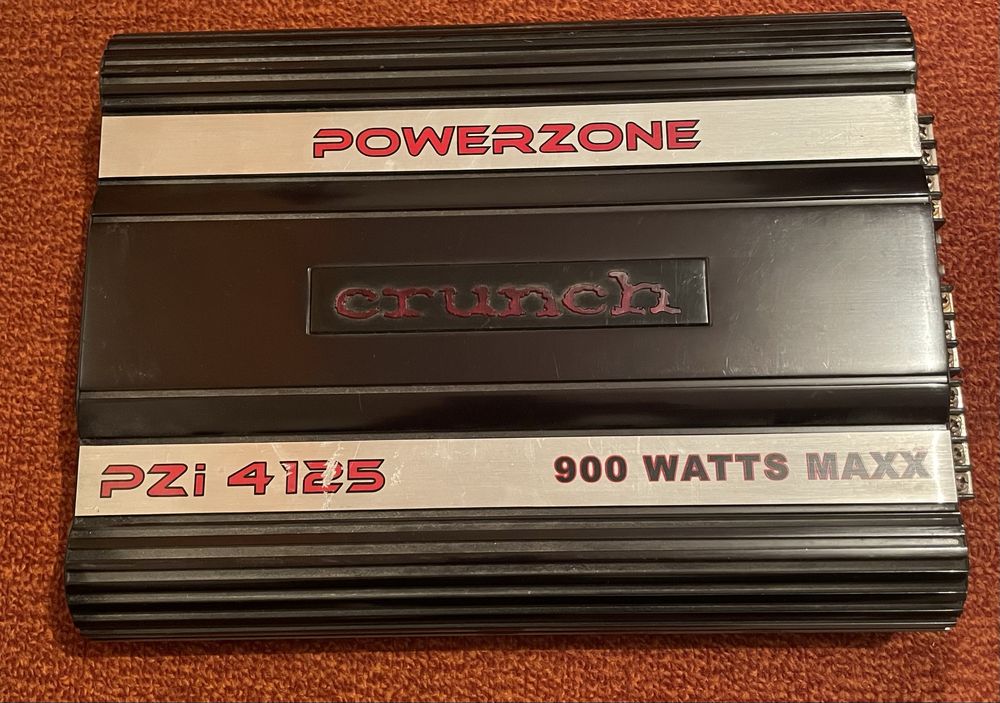 POWERZONE
crunch
PZi 4125 900 WATTS MAXX